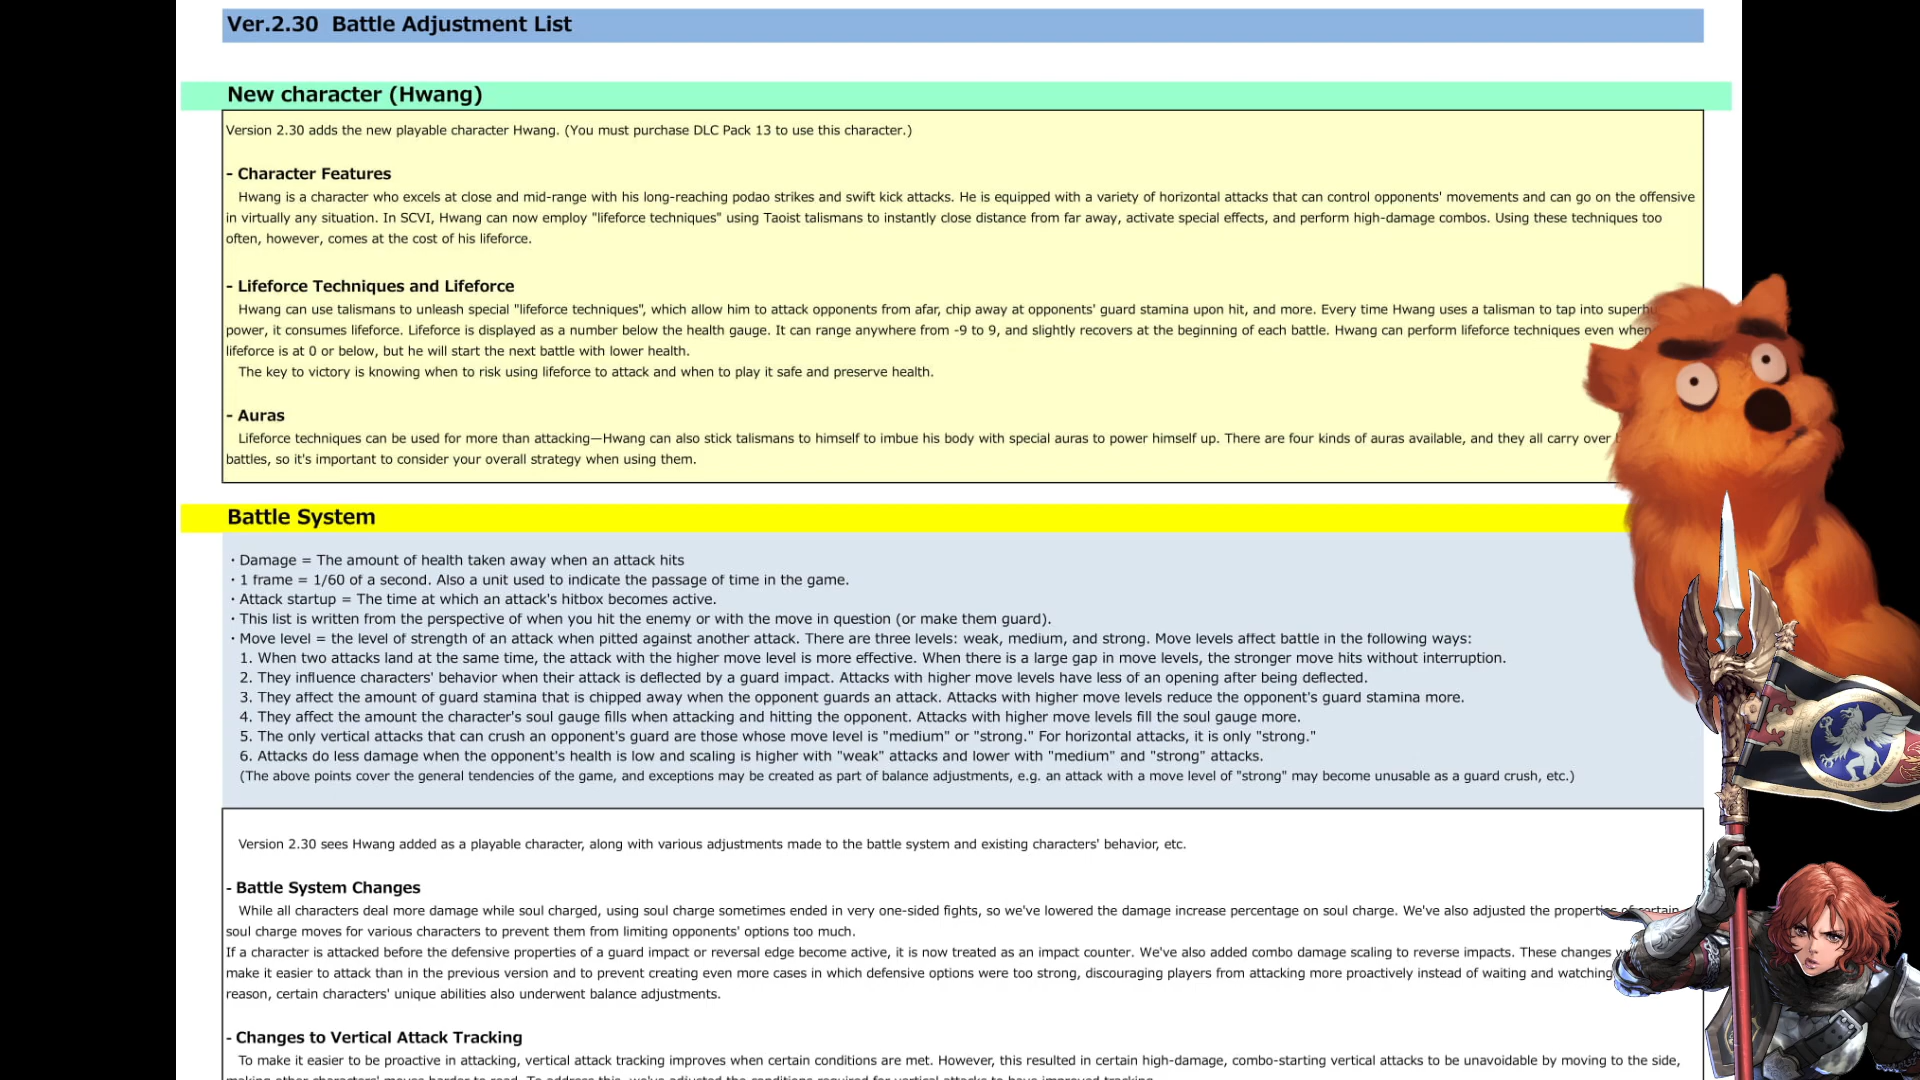 Ver.2.30  Battle Adjustment List
New character (Hwang)
Version 2.30 adds the new playable character Hwang. (You must purchase DLC Pack 13 to use this character.)
- Character Features
Hwang is a character who excels at close and mid-range with his long-reaching podao strikes and swift kick attacks. He is equipped with a variety of horizontal attacks that can control opponents' movements and can go on the offensive
in virtually any situation. In SCVI, Hwang can now employ "lifeforce techniques" using Taoist talismans to instantly close distance from far away, activate special effects, and perform high-damage combos. Using these techniques too
often, however, comes at the cost of his lifeforce.
- Lifeforce Techniques and Lifeforce
Hwang can use talismans to unleash special "lifeforce techniques", which allow him to attack opponents from afar, chip away at opponents' guard stamina upon hit, and more. Every time Hwang uses a talisman to tap into
power, it consumes lifeforce. Lifeforce is displayed as a number below the health gauge. It can range anywhere from -9 to 9, and slightly recovers at the beginning of each battle. Hwang can perform lifeforce techniques even when
lifeforce is at 0 or below, but he will start the next battle with lower health.
The key to victory is knowing when to risk using lifeforce to attack and when to play it safe and preserve health.
- Auras
Lifeforce techniques can be used for more than attacking—Hwang can also stick talismans to himself to imbue his body with special auras to power himself up. There are four kinds of auras available, and they all carry over
battles, so it's important to consider your overall strategy when using them.
Battle System
・Damage = The amount of health taken away when an attack hits
・1 frame = 1/60 of a second. Also a unit used to indicate the passage of time in the game.
・Attack startup = The time at which an attack's hitbox becomes active.
・This list is written from the perspective of when you hit the enemy or with the move in question (or make them guard).
・Move level = the level of strength of an attack when pitted against another attack. There are three levels: weak, medium, and strong. Move levels affect battle in the following ways:
1. When two attacks land at the same time, the attack with the higher move level is more effective. When there is a large gap in move levels, the stronger move hits without interruption.
2. They influence characters' behavior when their attack is deflected by a guard impact. Attacks with higher move levels have less of an opening after being deflected.
3. They affect the amount of guard stamina that is chipped away when the opponent guards an attack. Attacks with higher move levels reduce the opponent's guard stamina more.
4. They affect the amount the character's soul gauge fills when attacking and hitting the opponent. Attacks with higher move levels fill the soul gauge more.
5. The only vertical attacks that can crush an opponent's guard are those whose move level is "medium" or "strong." For horizontal attacks, it is only "strong."
6. Attacks do less damage when the opponent's health is low and scaling is higher with "weak" attacks and lower with "medium" and "strong" attacks.
(The above points cover the general tendencies of the game, and exceptions may be created as part of balance adjustments, e.g. an attack with a move level of "strong" may become unusable as a guard crush, etc.)
Version 2.30 sees Hwang added as a playable character, along with various adjustments made to the battle system and existing characters' behavior, etc.
- Battle System Changes
While all characters deal more damage while soul charged, using soul charge sometimes ended in very one-sided fights, so we've lowered the damage increase percentage on soul charge. We've also adjusted the properties of certain
soul charge moves for various characters to prevent them from limiting opponents' options too much.
If a character is attacked before the defensive properties of a guard impact or reversal edge become active, it is now treated as an impact counter. We've also added combo damage scaling to reverse impacts. These changes
make it easier to attack than in the previous version and to prevent creating even more cases in which defensive options were too strong, discouraging players from attacking more proactively instead of waiting and watching
reason, certain characters' unique abilities also underwent balance adjustments.
- Changes to Vertical Attack Tracking
To make it easier to be proactive in attacking, vertical attack tracking improves when certain conditions are met. However, this resulted in certain high-damage, combo-starting vertical attacks to be unavoidable by moving to the side,